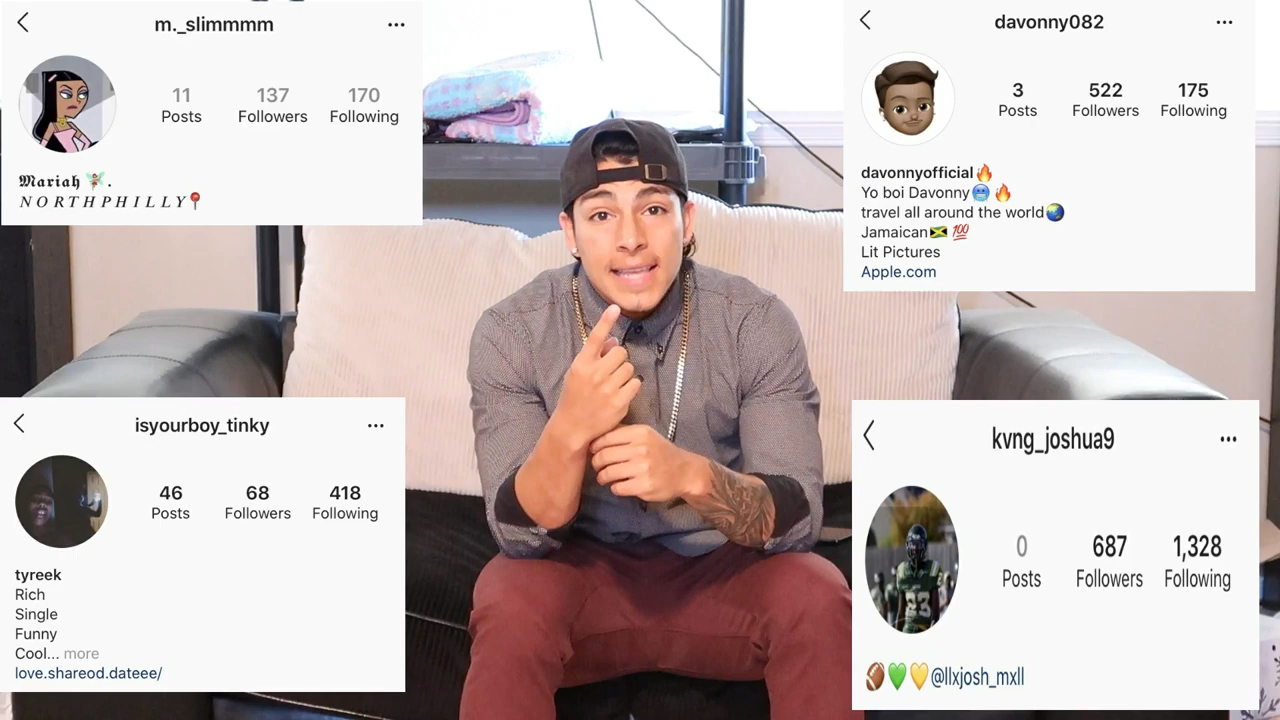 m._slimmmm
11 137 170
Posts Followers Following
𝕸𝖆𝖗𝖎𝖆𝖍 🧚🏼.
𝑁𝑂𝑅𝑇𝐻𝑃𝐻𝐼𝐿𝐿𝑌📍
davonny082
3 522 175
Posts Followers Following
davonnyofficial🔥
Yo boi Davonny🥶🔥
travel all around the world🌏
Jamaican🇯🇲 💯
Lit Pictures
Apple.com
isyourboy_tinky
46 68 418
Posts Followers Following
tyreek
Rich
Single
Funny
Cool... more
love.shareod.dateee/
kvng_joshua9
0 687 1,328
Posts Followers Following
33
🏈💚💛@llxjosh_mxll